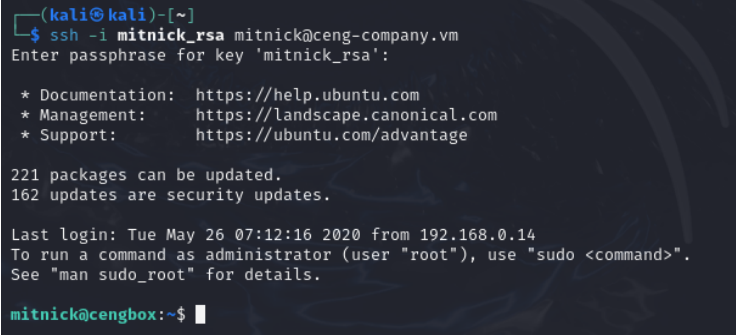 ┌──(kali㉿kali)-[~]
└─$ ssh -i mitnick_rsa mitnick@ceng-company.vm
Enter passphrase for key 'mitnick_rsa':
* Documentation:  https://help.ubuntu.com
* Management:     https://landscape.canonical.com
* Support:        https://ubuntu.com/advantage
221 packages can be updated.
162 updates are security updates.
Last login: Tue May 26 07:12:16 2020 from 192.168.0.14
To run a command as administrator (user "root"), use "sudo <command>".
See "man sudo_root" for details.
mitnick@cengbox:~$